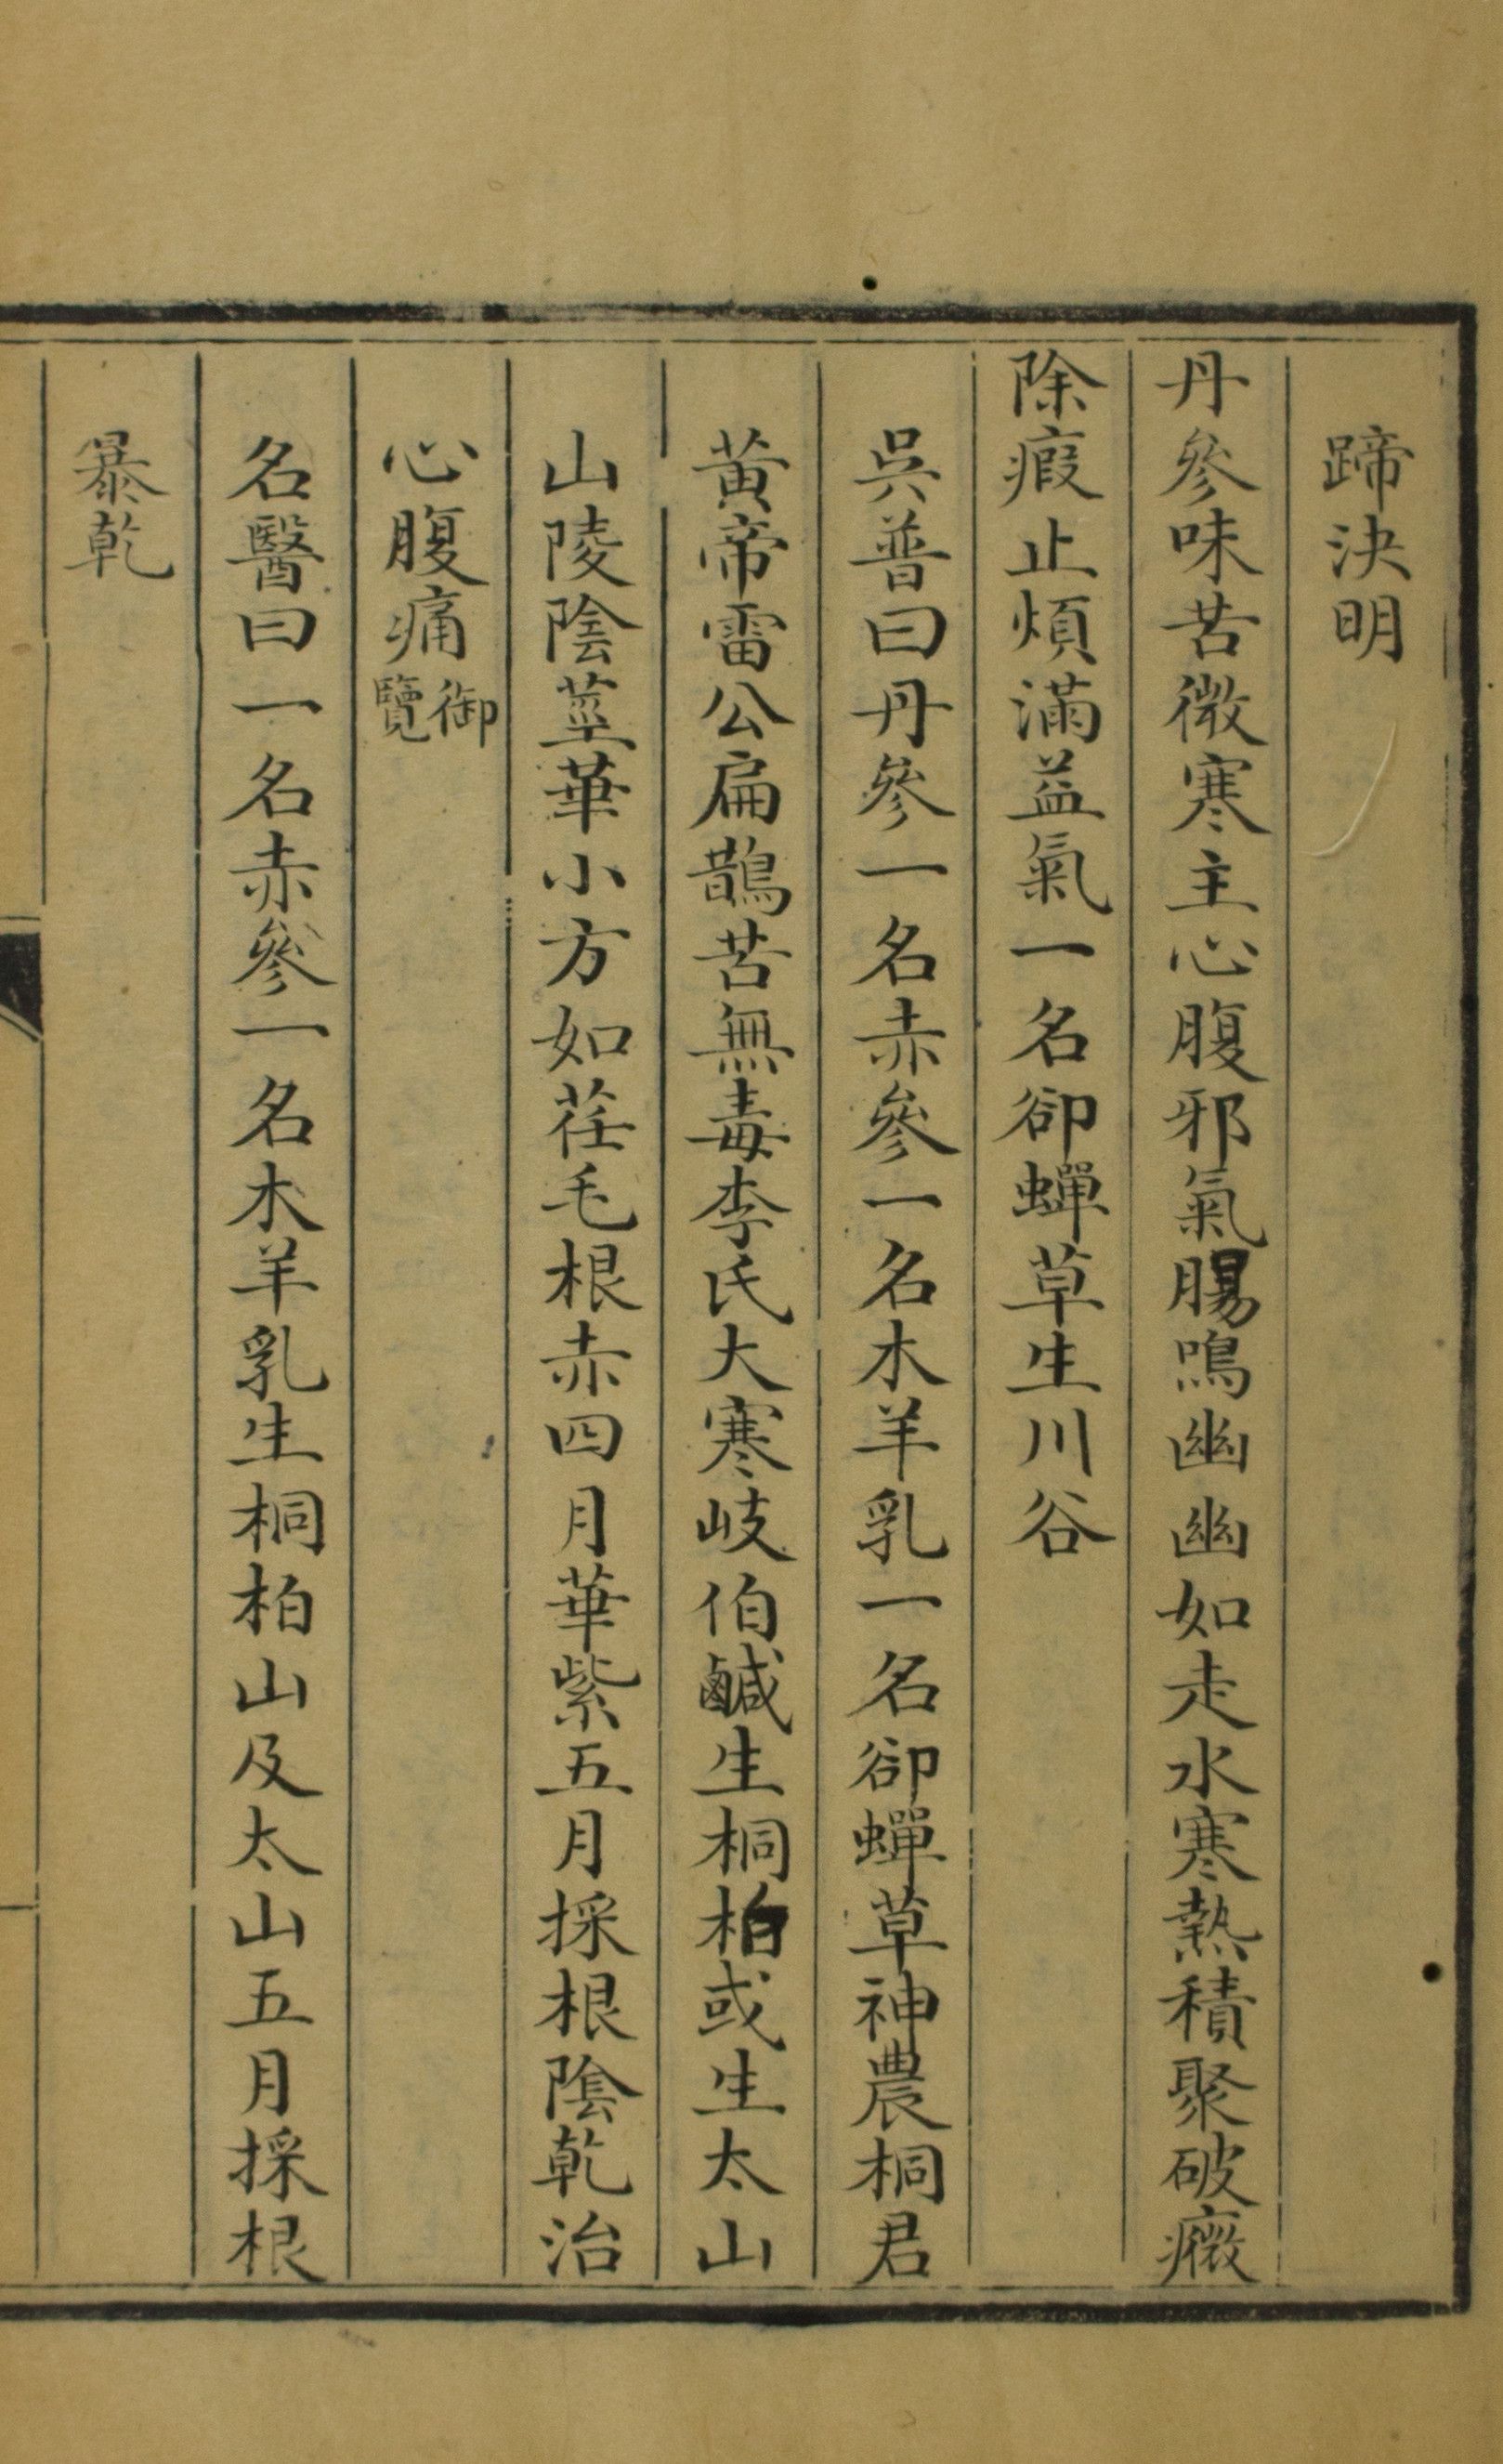 蹄決明
丹參味苦微寒主心腹邪氣腸鳴幽幽如走水寒熱積聚破癥
除瘕止煩滿益氣一名卻蟬草生川谷
吳普曰丹參一名赤參一名木羊乳一名卻蟬草神農桐君
黃帝雷公扁鵲苦無毒李氏大寒岐伯鹹生桐柏或生太山
山陵陰莖華小方如荏毛根赤四月華紫五月採根陰乾治
心腹痛御覽
名醫曰一名赤參一名木羊乳生桐柏山及太山五月採根
暴乾